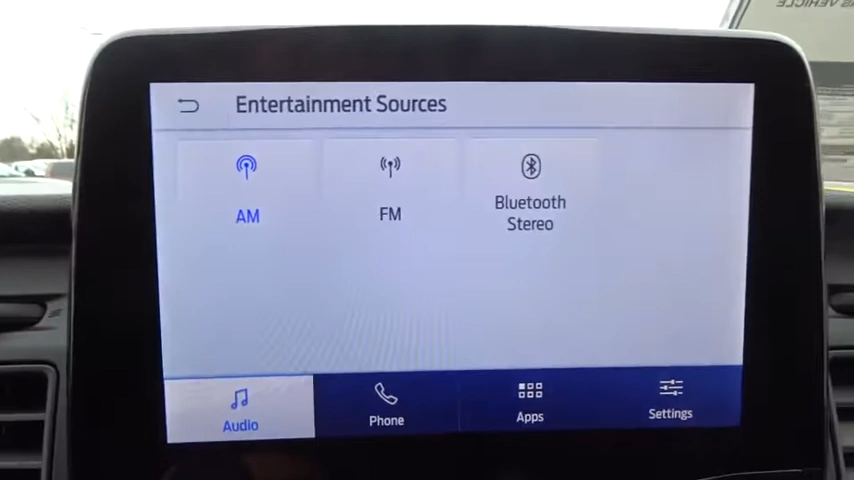 Entertainment Sources
AM
FM
Bluetooth
Stereo
Audio
Phone
Apps
Settings